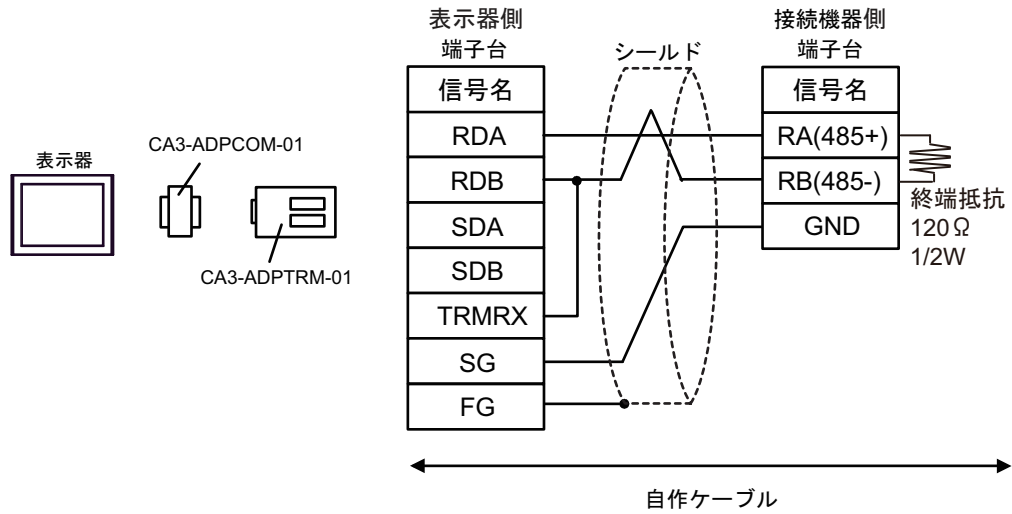 表示器
CA3-ADPCOM-01
CA3-ADPTRM-01
表示器側
端子台
信号名
RDA
RDB
SDA
SDB
TRMRX
SG
FG
シールド
接続機器側
端子台
信号名
RA(485+)
RB(485-)
GND
終端抵抗
120Ω
1/2W
自作ケーブル